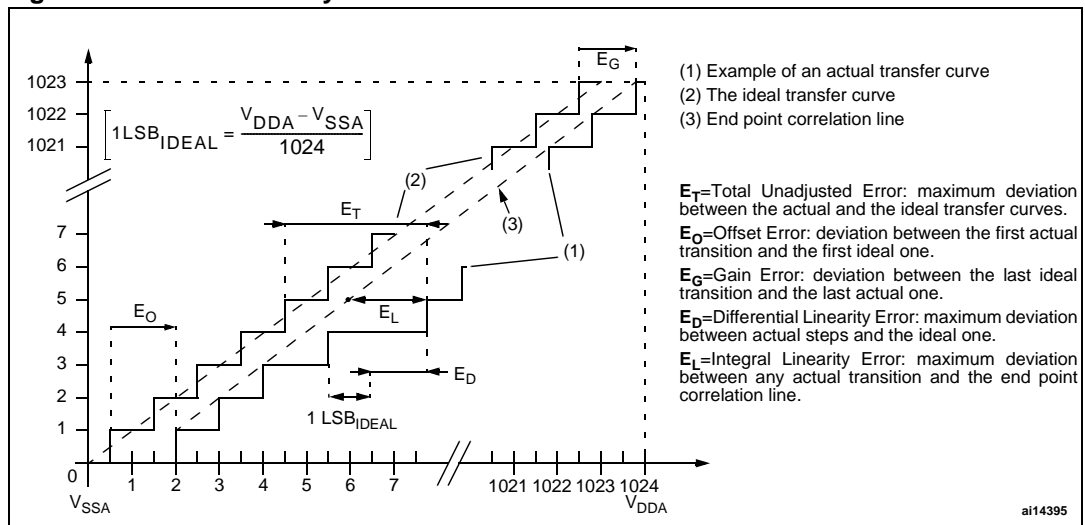 E_G
1023
1022
1021
[1LSB_IDEAL = (V_DDA – V_SSA) / 1024]
(1) Example of an actual transfer curve
(2) The ideal transfer curve
(3) End point correlation line
(2)
E_T
(3)
(1)
7
6
5
4
3
2
1
0
E_O
E_L
E_D
1 LSB_IDEAL
E_T=Total Unadjusted Error: maximum deviation
between the actual and the ideal transfer curves.
E_O=Offset Error: deviation between the first actual
transition and the first ideal one.
E_G=Gain Error: deviation between the last ideal
transition and the last actual one.
E_D=Differential Linearity Error: maximum deviation
between actual steps and the ideal one.
E_L=Integral Linearity Error: maximum deviation
between any actual transition and the end point
correlation line.
1 2 3 4 5 6 7 1021 1022 1023 1024
V_SSA
V_DDA
ai14395